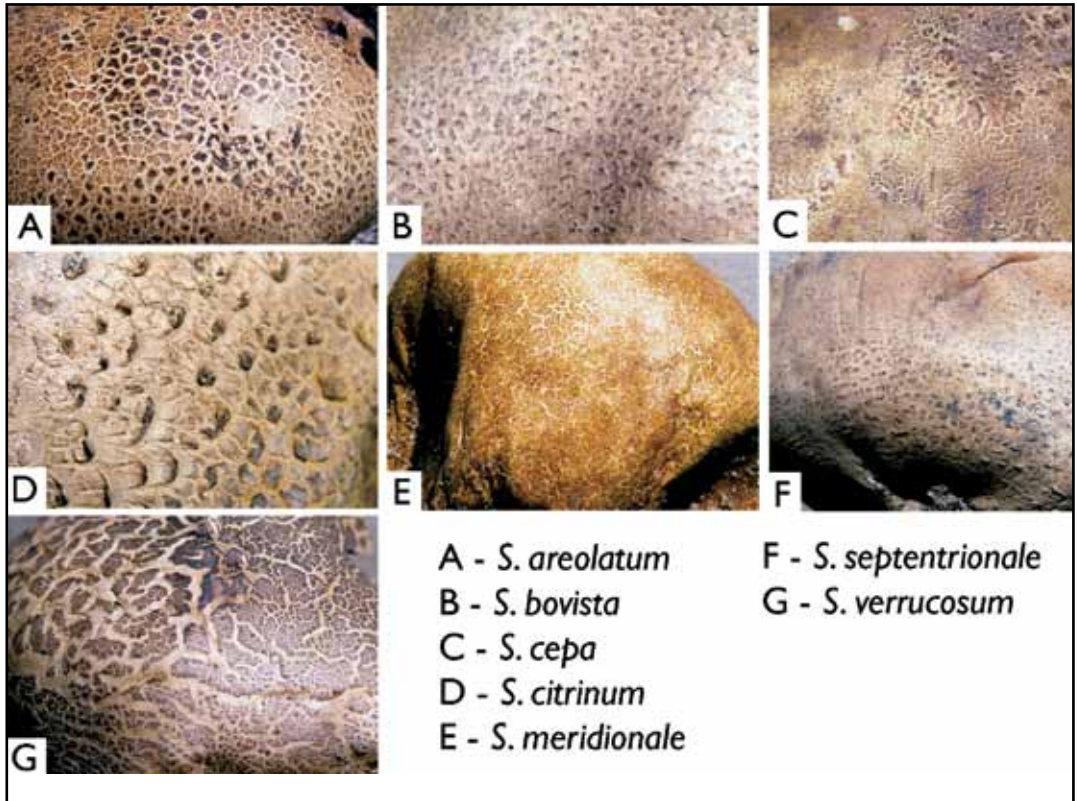 A
B
C
D
E
F
G
A - S. areolatum
B - S. bovista
C - S. cepa
D - S. citrinum
E - S. meridionale
F - S. septentrionale
G - S. verrucosum